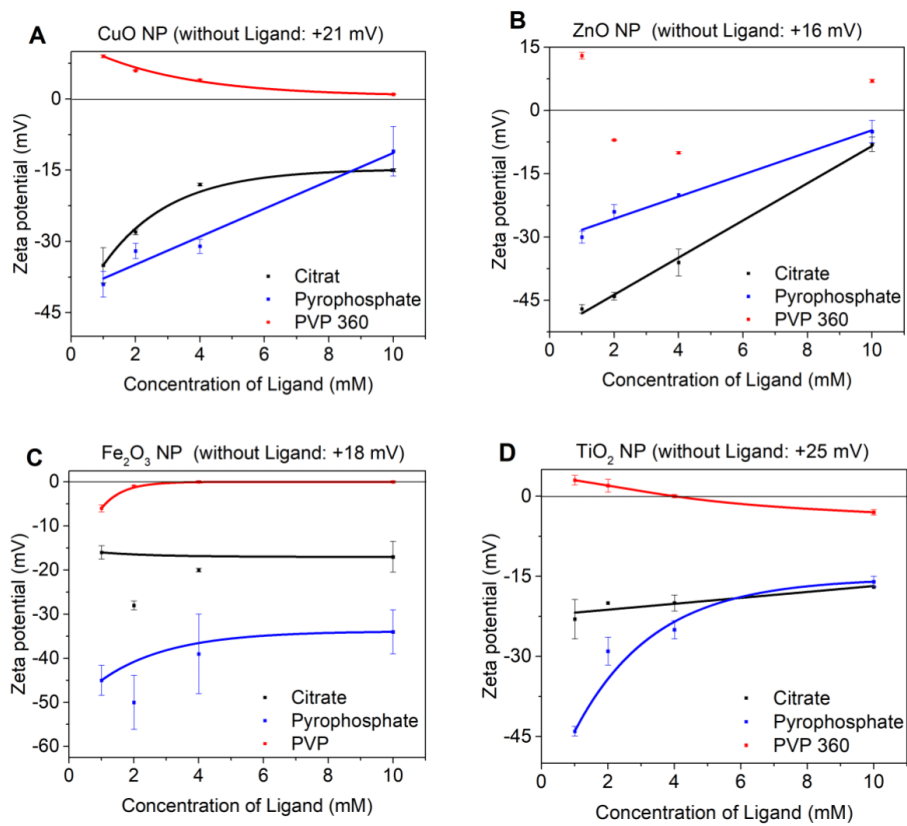 A
CuO NP (without Ligand: +21 mV)
0
-15
-30
-45
Zeta potential (mV)
Citrat
Pyrophosphate
PVP 360
0 2 4 6 8 10
Concentration of Ligand (mM)
B
ZnO NP (without Ligand: +16 mV)
15
0
-15
-30
-45
Zeta potential (mV)
Citrate
Pyrophosphate
PVP 360
0 2 4 6 8 10
Concentration of Ligand (mM)
C
Fe₂O₃ NP (without Ligand: +18 mV)
0
-10
-20
-30
-40
-50
-60
Zeta potential (mV)
Citrate
Pyrophosphate
PVP
0 2 4 6 8 10
Concentration of Ligand (mM)
D
TiO₂ NP (without Ligand: +25 mV)
0
-15
-30
-45
Zeta potential (mV)
Citrate
Pyrophosphate
PVP 360
0 2 4 6 8 10
Concentration of Ligand (mM)